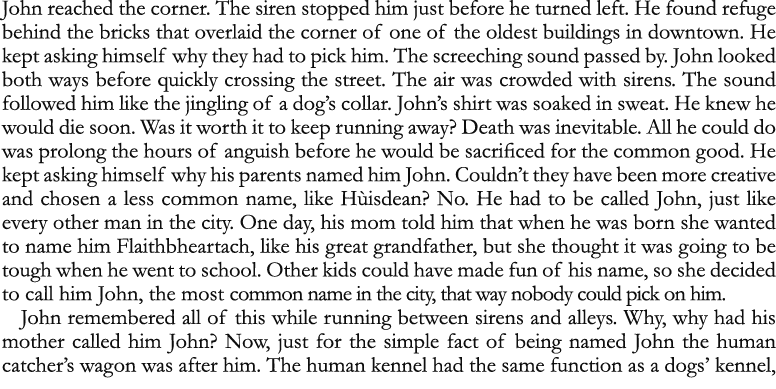 John reached the corner. The siren stopped him just before he turned left. He found refuge
behind the bricks that overlaid the corner of one of the oldest buildings in downtown. He
kept asking himself why they had to pick him. The screeching sound passed by. John looked
both ways before quickly crossing the street. The air was crowded with sirens. The sound
followed him like the jingling of a dog’s collar. John’s shirt was soaked in sweat. He knew he
would die soon. Was it worth it to keep running away? Death was inevitable. All he could do
was prolong the hours of anguish before he would be sacrificed for the common good. He
kept asking himself why his parents named him John. Couldn’t they have been more creative
and chosen a less common name, like Hùisdean? No. He had to be called John, just like
every other man in the city. One day, his mom told him that when he was born she wanted
to name him Flaithbheartach, like his great grandfather, but she thought it was going to be
tough when he went to school. Other kids could have made fun of his name, so she decided
to call him John, the most common name in the city, that way nobody could pick on him.
John remembered all of this while running between sirens and alleys. Why, why had his
mother called him John? Now, just for the simple fact of being named John the human
catcher’s wagon was after him. The human kennel had the same function as a dogs’ kennel,